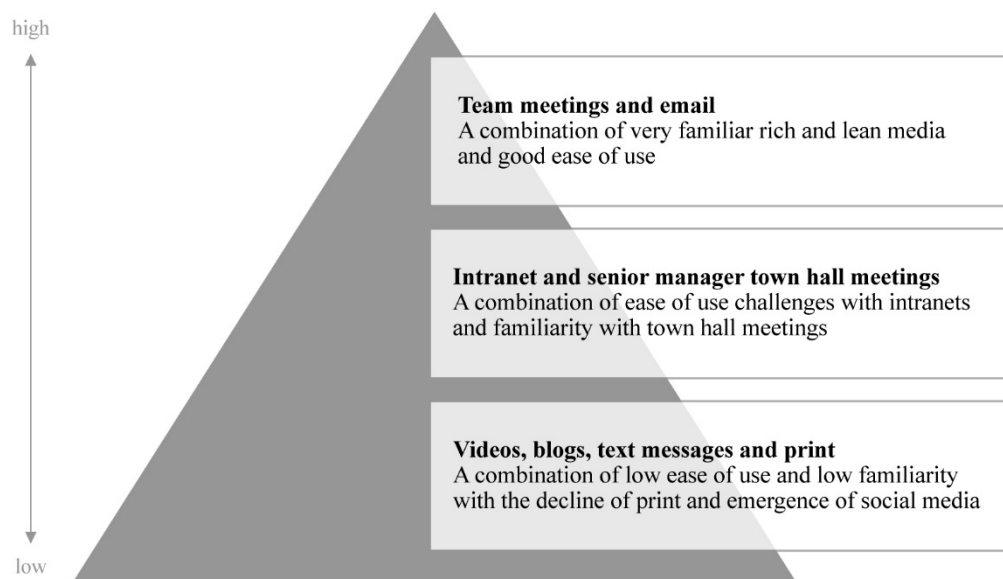 high
Team meetings and email
A combination of very familiar rich and lean media
and good ease of use
Intranet and senior manager town hall meetings
A combination of ease of use challenges with intranets
and familiarity with town hall meetings
Videos, blogs, text messages and print
A combination of low ease of use and low familiarity
with the decline of print and emergence of social media
low